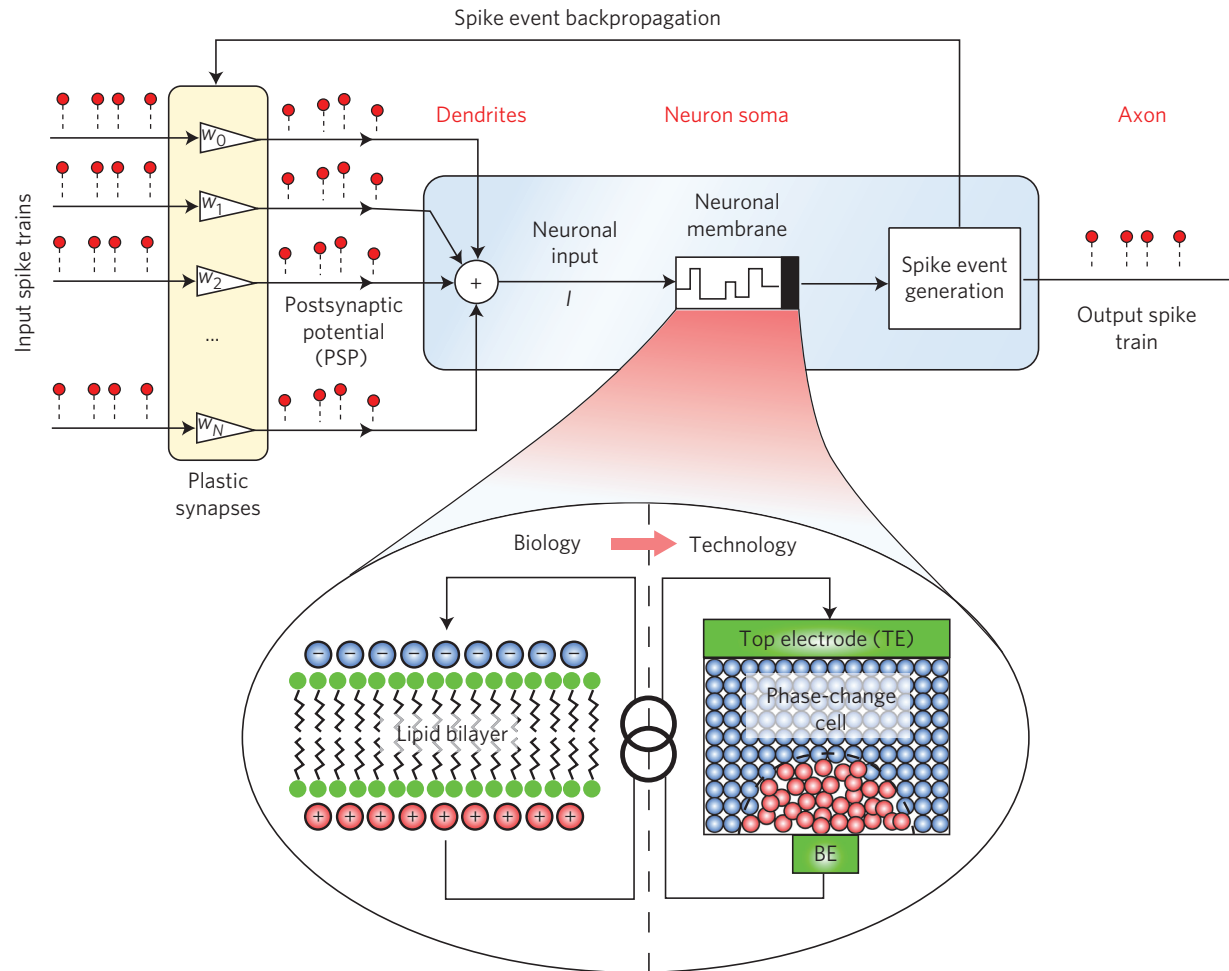 Spike event backpropagation
Dendrites
Neuron soma
Axon
Input spike trains
w0
w1
w2
...
wN
Plastic
synapses
Postsynaptic
potential
(PSP)
+
Neuronal
input
I
Neuronal
membrane
Spike event
generation
Output spike
train
Biology
Technology
− − − − − − − − −
Lipid bilayer
+ + + + + + + + +
Top electrode (TE)
Phase-change
cell
BE